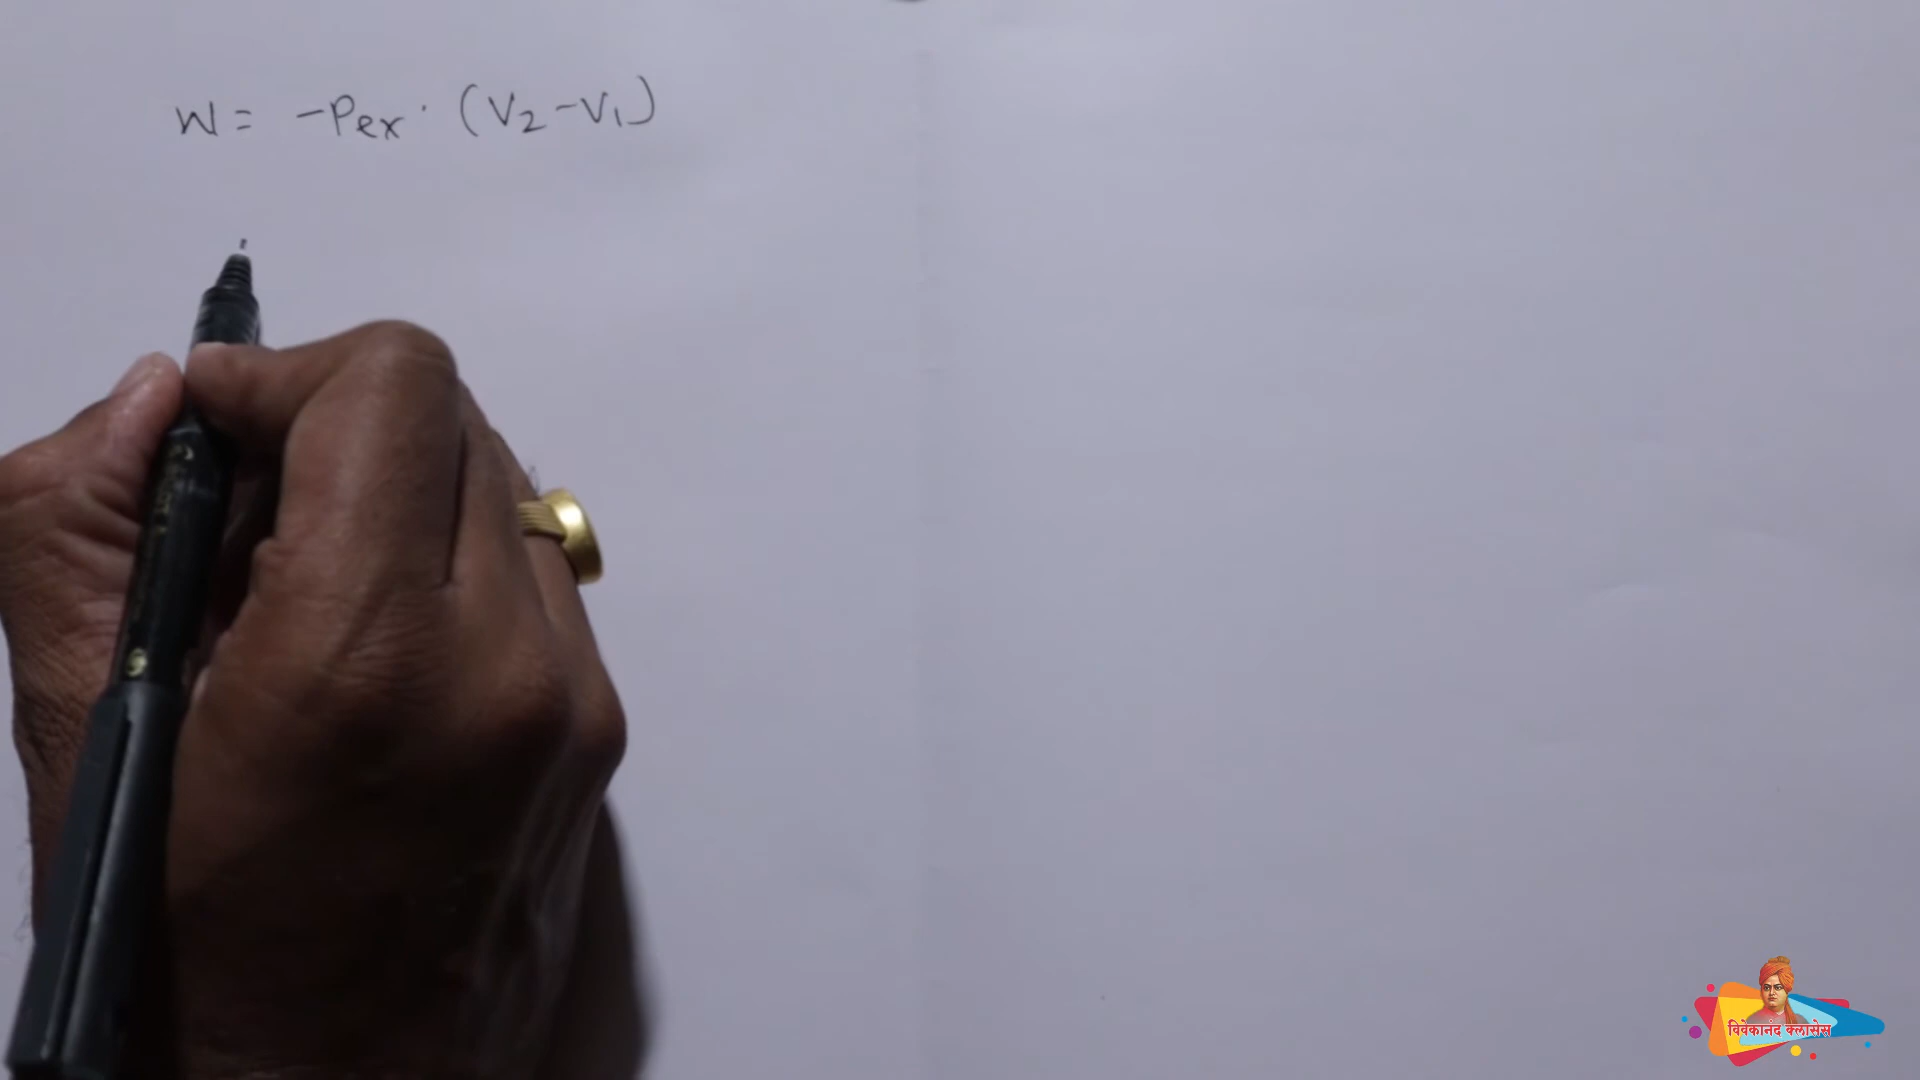 W = -Pex · (V2 - V1)
विवेकानंद क्लासेस